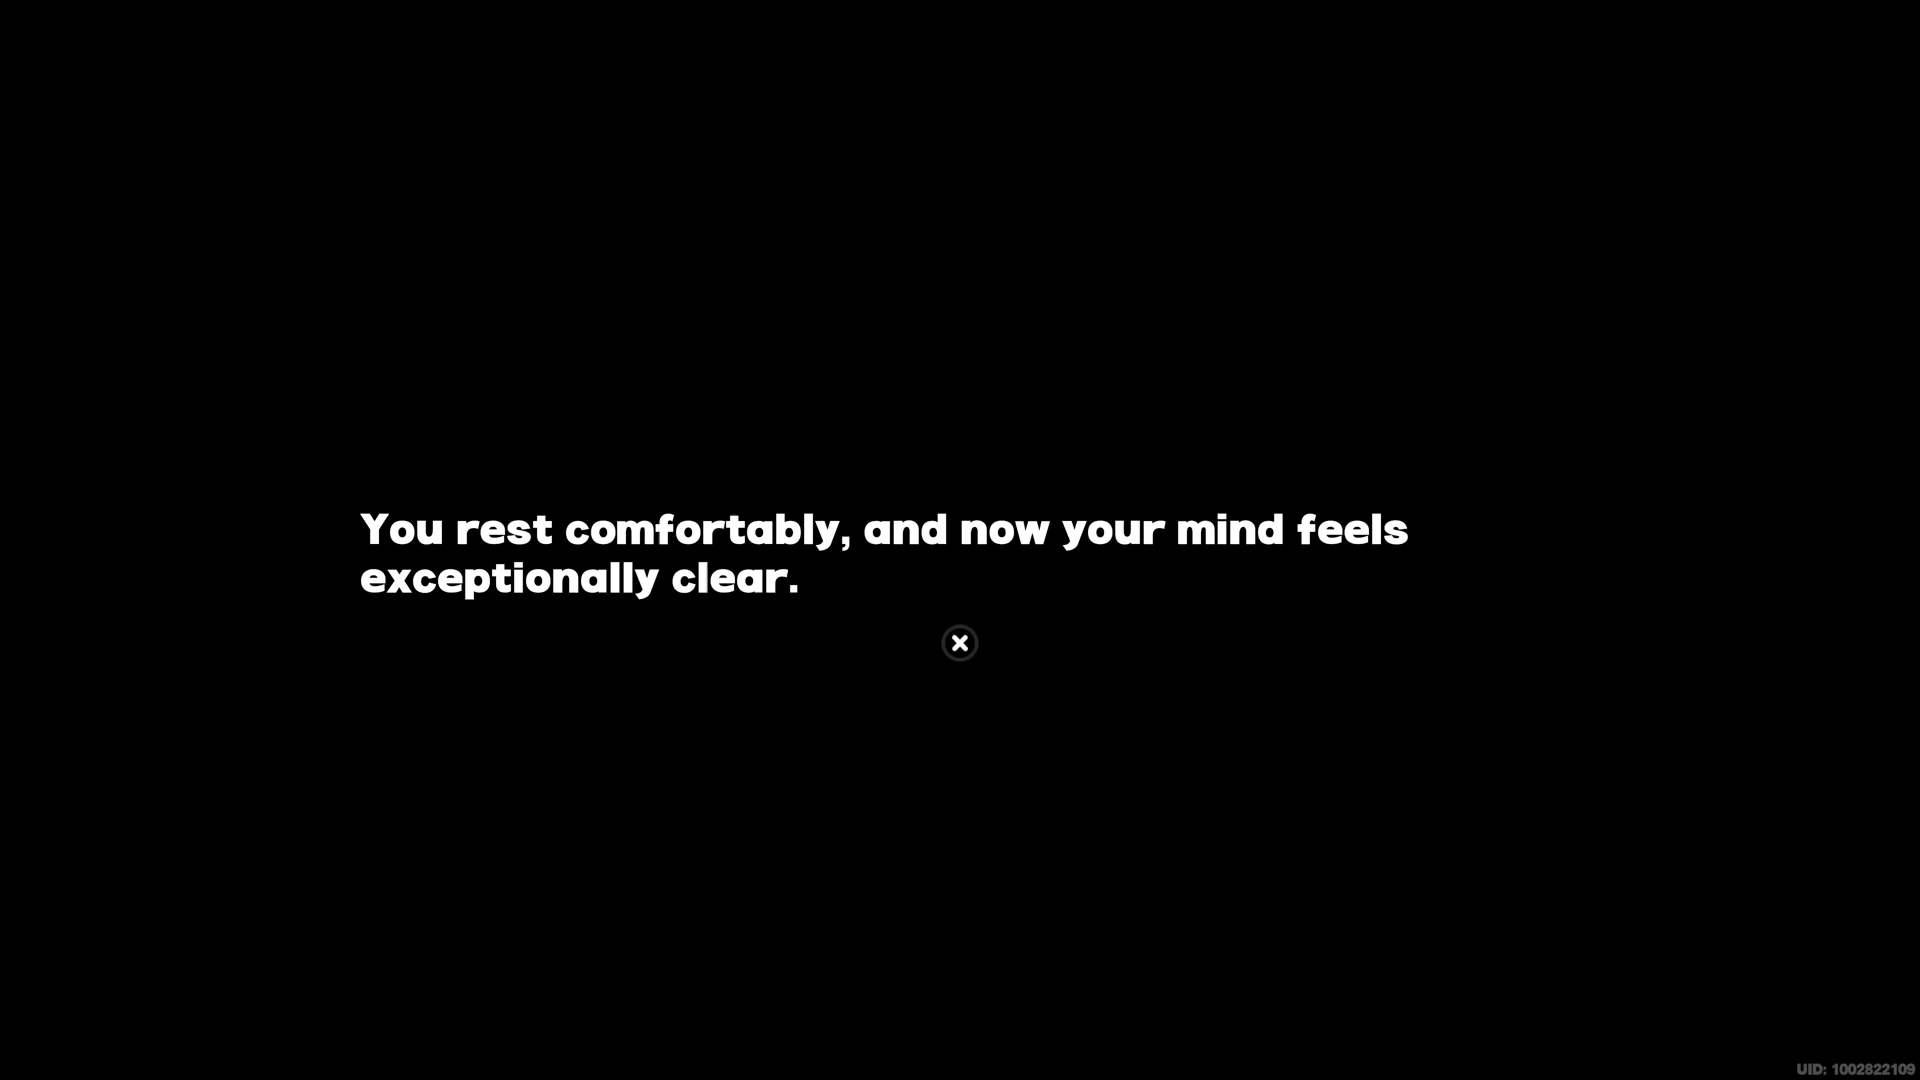 You rest comfortably, and now your mind feels
exceptionally clear.
UID: 1002822109